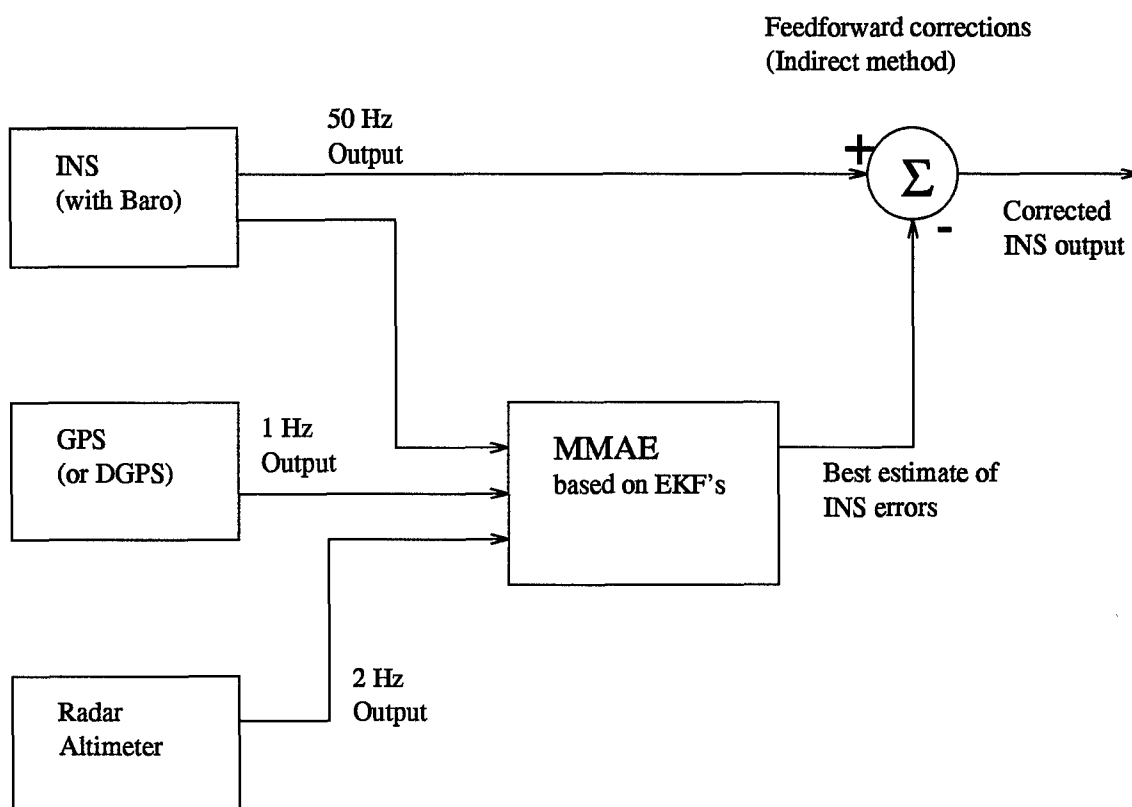 Feedforward corrections
(Indirect method)
50 Hz
Output
INS
(with Baro)
+
Σ
-
Corrected
INS output
GPS
(or DGPS)
1 Hz
Output
MMAE
based on EKF's
Best estimate of
INS errors
2 Hz
Output
Radar
Altimeter